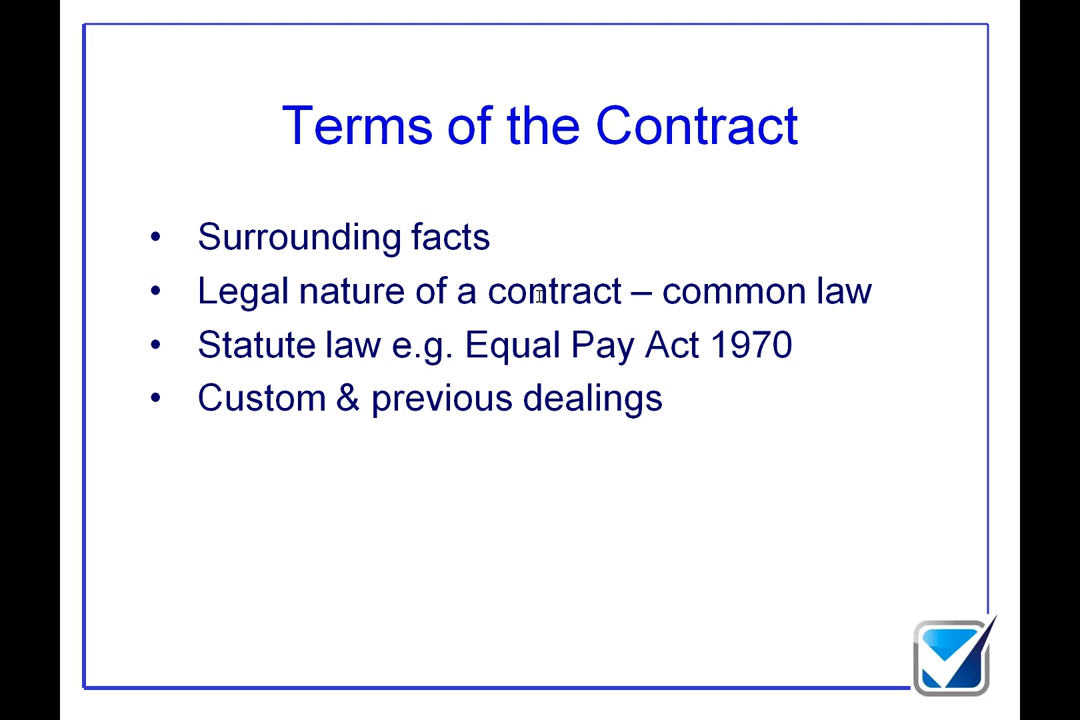 Terms of the Contract
• Surrounding facts
• Legal nature of a contract – common law
• Statute law e.g. Equal Pay Act 1970
• Custom & previous dealings